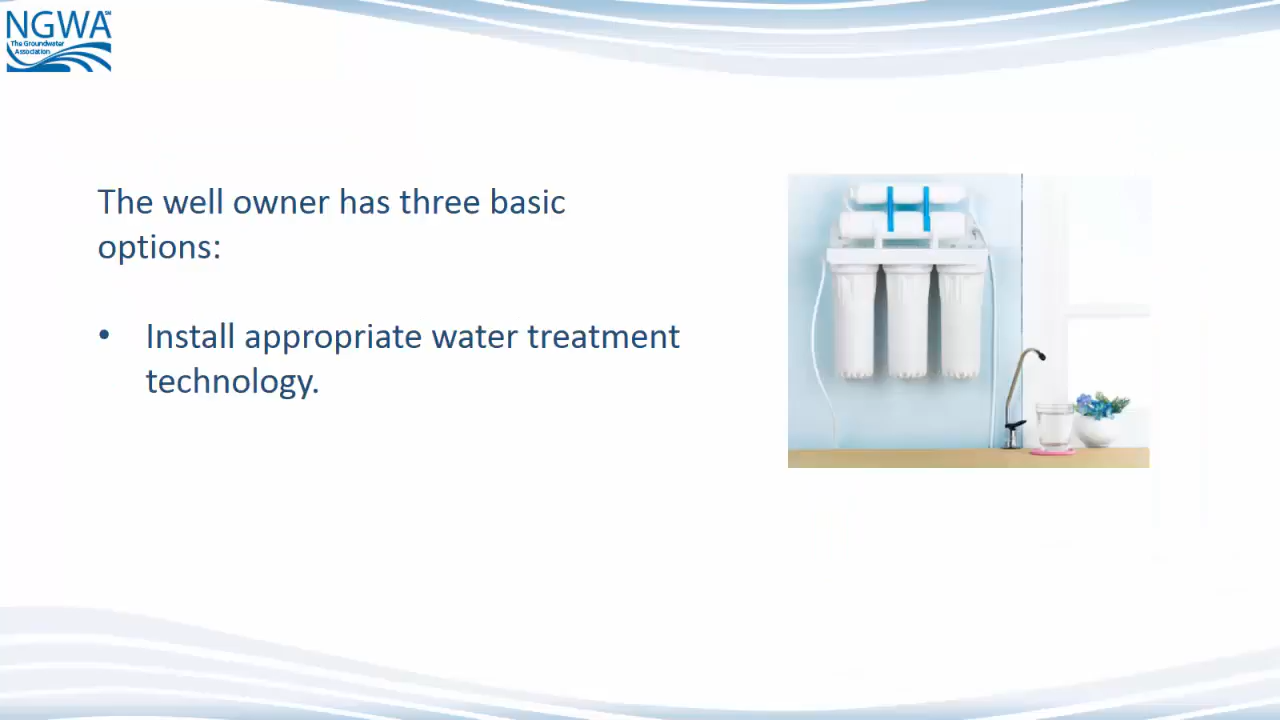 NGWA
The Groundwater
Association
The well owner has three basic
options:
• Install appropriate water treatment
technology.